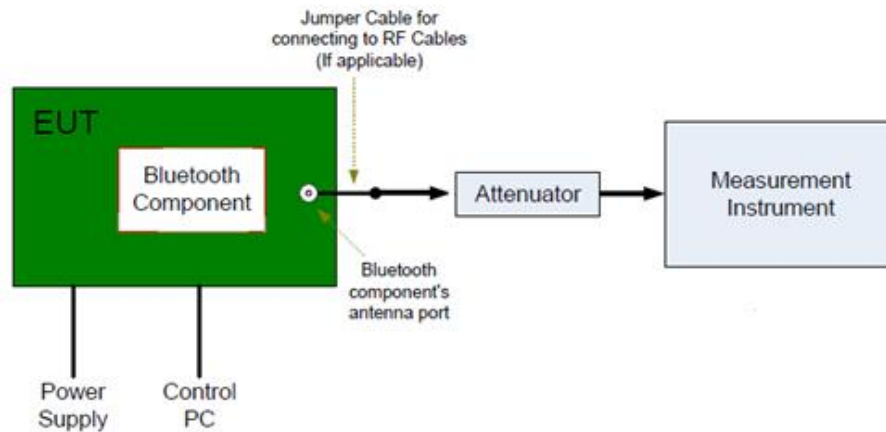 Jumper Cable for
connecting to RF Cables
(If applicable)
EUT
Bluetooth
Component
Attenuator
Measurement
Instrument
Bluetooth
component's
antenna port
Power
Supply
Control
PC